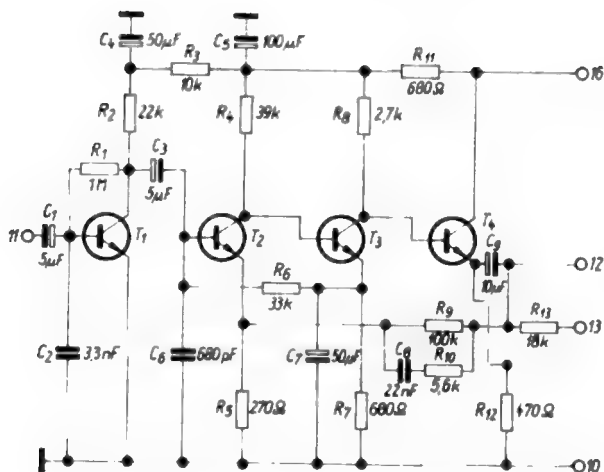 C4 50µF
C5 100µF
R3
10k
R11
680Ω
16
R2 22k
R4 39k
R8 2,7k
R1
1M
C3
5µF
11
C1
5µF
T1
T2
T3
T4
C9
10µF
12
R6
33k
R9
100k
R13
18k
13
C2 3,3nF
C6 680pF
C7 50µF
C8
22nF
R10
5,6k
R5 270Ω
R7 680Ω
R12 470Ω
10